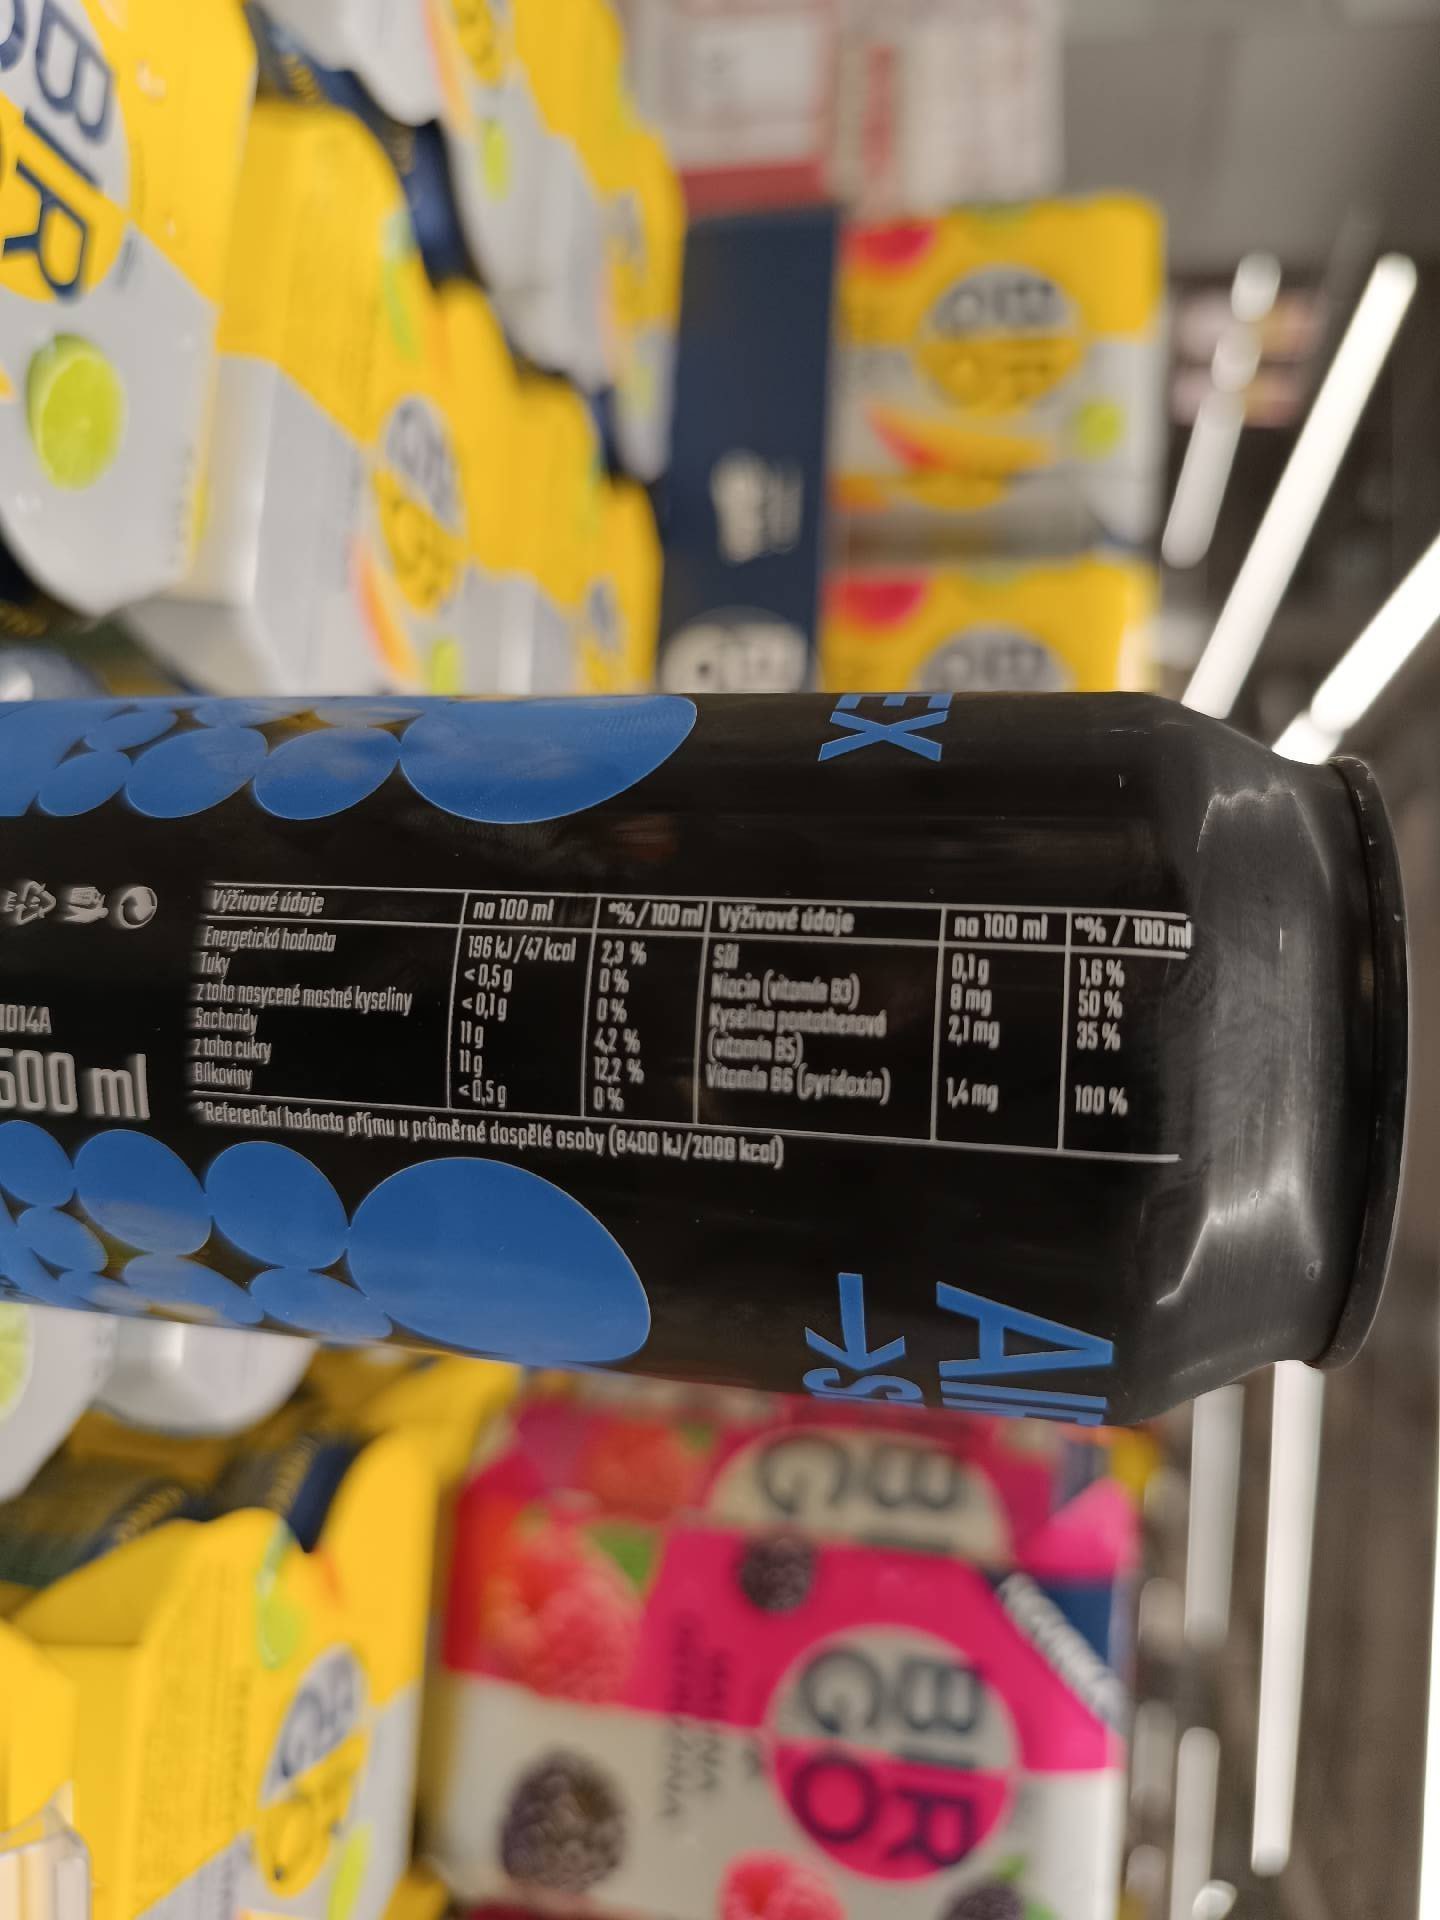 BIR
EX
Výživové údaje na 100 ml *% / 100 ml Výživové údaje na 100 ml *% / 100 ml
Energetická hodnota 196 kJ / 47 kcal 2,3 % Sůl 0,1 g 1,6 %
Tuky < 0,5 g 0 % Niacin (vitamín B3) 8 mg 50 %
z toho nasycené mastné kyseliny < 0,1 g 0 % Kyselina pantothenová 2,1 mg 35 %
Sacharidy 11 g 4,2 % (vitamín B5)
z toho cukry 11 g 12,2 % Vitamín B6 (pyridoxin) 1,4 mg 100 %
Bílkoviny < 0,5 g 0 %
*Referenční hodnota příjmu u průměrné dospělé osoby (8400 kJ / 2000 kcal)
1014A
500 ml
BIR
GO